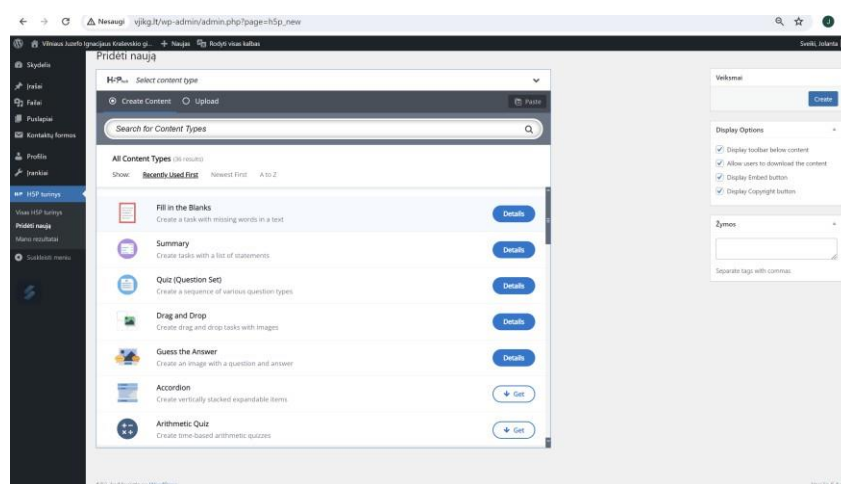 Nesaugi vjikg.lt/wp-admin/admin.php?page=h5p_new
Vilniaus Juozo Ignacijaus Kraševskio gi... + Naujas Rodyti visas kalbas
Sveiki, Jolanta
Skydelis
Įrašai
Failai
Puslapiai
Kontaktų formos
Profilis
Įrankiai
H5P turinys
Visas H5P turinys
Pridėti naują
Mano rezultatai
Suskleisti meniu
Pridėti naują
Select content type
Create Content Upload
Paste
Search for Content Types
All Content Types (36 results)
Show: Recently Used First Newest First A to Z
Fill in the Blanks
Create a task with missing words in a text
Details
Summary
Create tasks with a list of statements
Details
Quiz (Question Set)
Create a sequence of various question types
Details
Drag and Drop
Create drag and drop tasks with images
Details
Guess the Answer
Create an image with a question and answer
Details
Accordion
Create vertically stacked expandable items
Get
Arithmetic Quiz
Create time-based arithmetic quizzes
Get
Veiksmai
Create
Display Options
Display toolbar below content
Allow users to download the content
Display Embed button
Display Copyright button
Žymos
Separate tags with commas